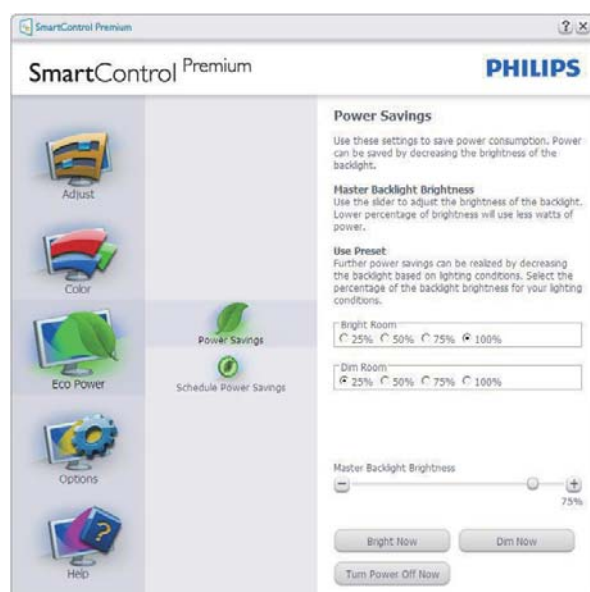 SmartControl Premium
SmartControl Premium
PHILIPS
Adjust
Color
Eco Power
Options
Help
Power Savings
Schedule Power Savings
Power Savings
Use these settings to save power consumption. Power
can be saved by decreasing the brightness of the
backlight.
Master Backlight Brightness
Use the slider to adjust the brightness of the backlight.
Lower percentage of brightness will use less watts of
power.
Use Preset
Further power savings can be realized by decreasing
the backlight based on lighting conditions. Select the
percentage of the backlight brightness for your lighting
conditions.
Bright Room
25% 50% 75% 100%
Dim Room
25% 50% 75% 100%
Master Backlight Brightness
75%
Bright Now Dim Now
Turn Power Off Now